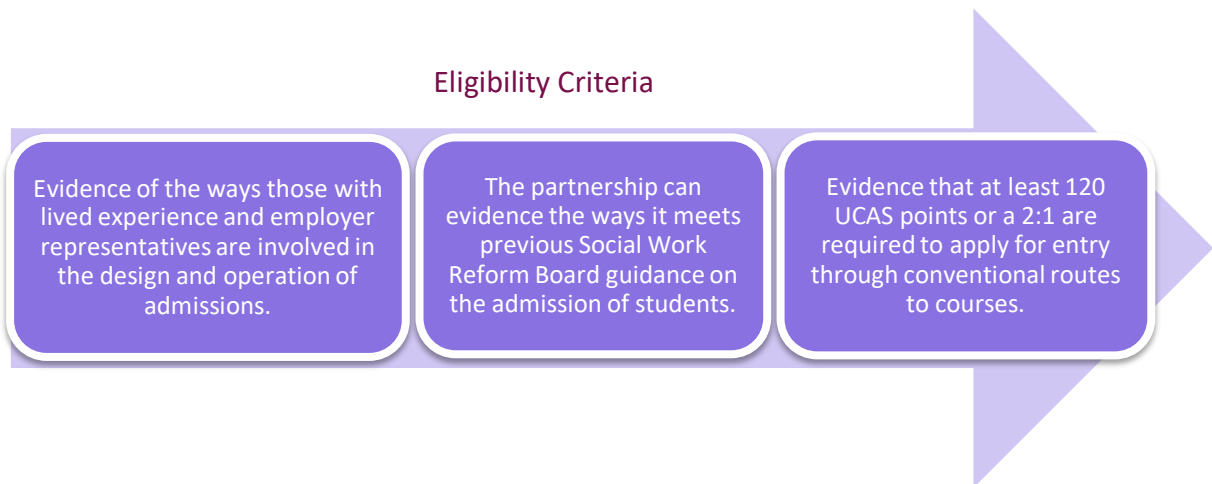 Eligibility Criteria
Evidence of the ways those with
lived experience and employer
representatives are involved in
the design and operation of
admissions.
The partnership can
evidence the ways it meets
previous Social Work
Reform Board guidance on
the admission of students.
Evidence that at least 120
UCAS points or a 2:1 are
required to apply for entry
through conventional routes
to courses.